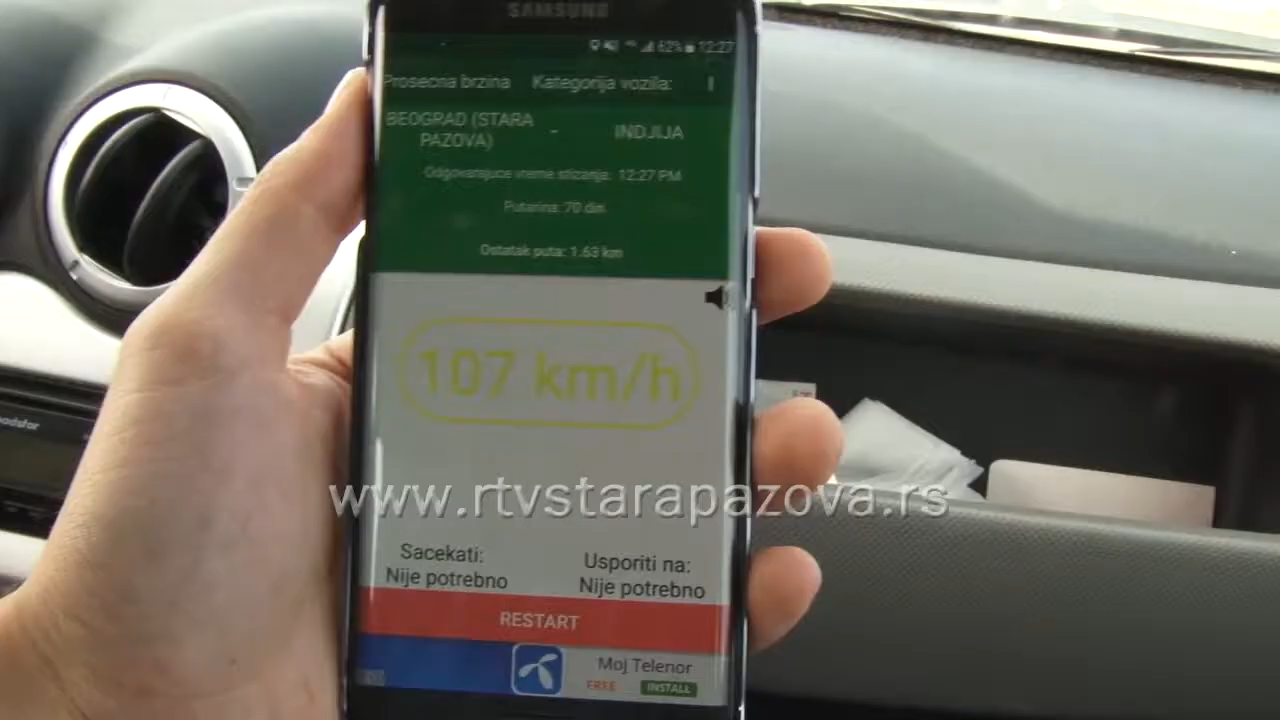 SAMSUNG
62% 12:27
Prosecna brzina Kategorija vozila: I
BEOGRAD (STARA PAZOVA) - INDJIJA
Odgovarajuce vreme stizanja: 12:27 PM
Putarina: 70 din
Ostatak puta: 1.63 km
107 km/h
www.rtvstarapazova.rs
Sacekati:
Nije potrebno
Usporiti na:
Nije potrebno
RESTART
Moj Telenor
FREE INSTALL